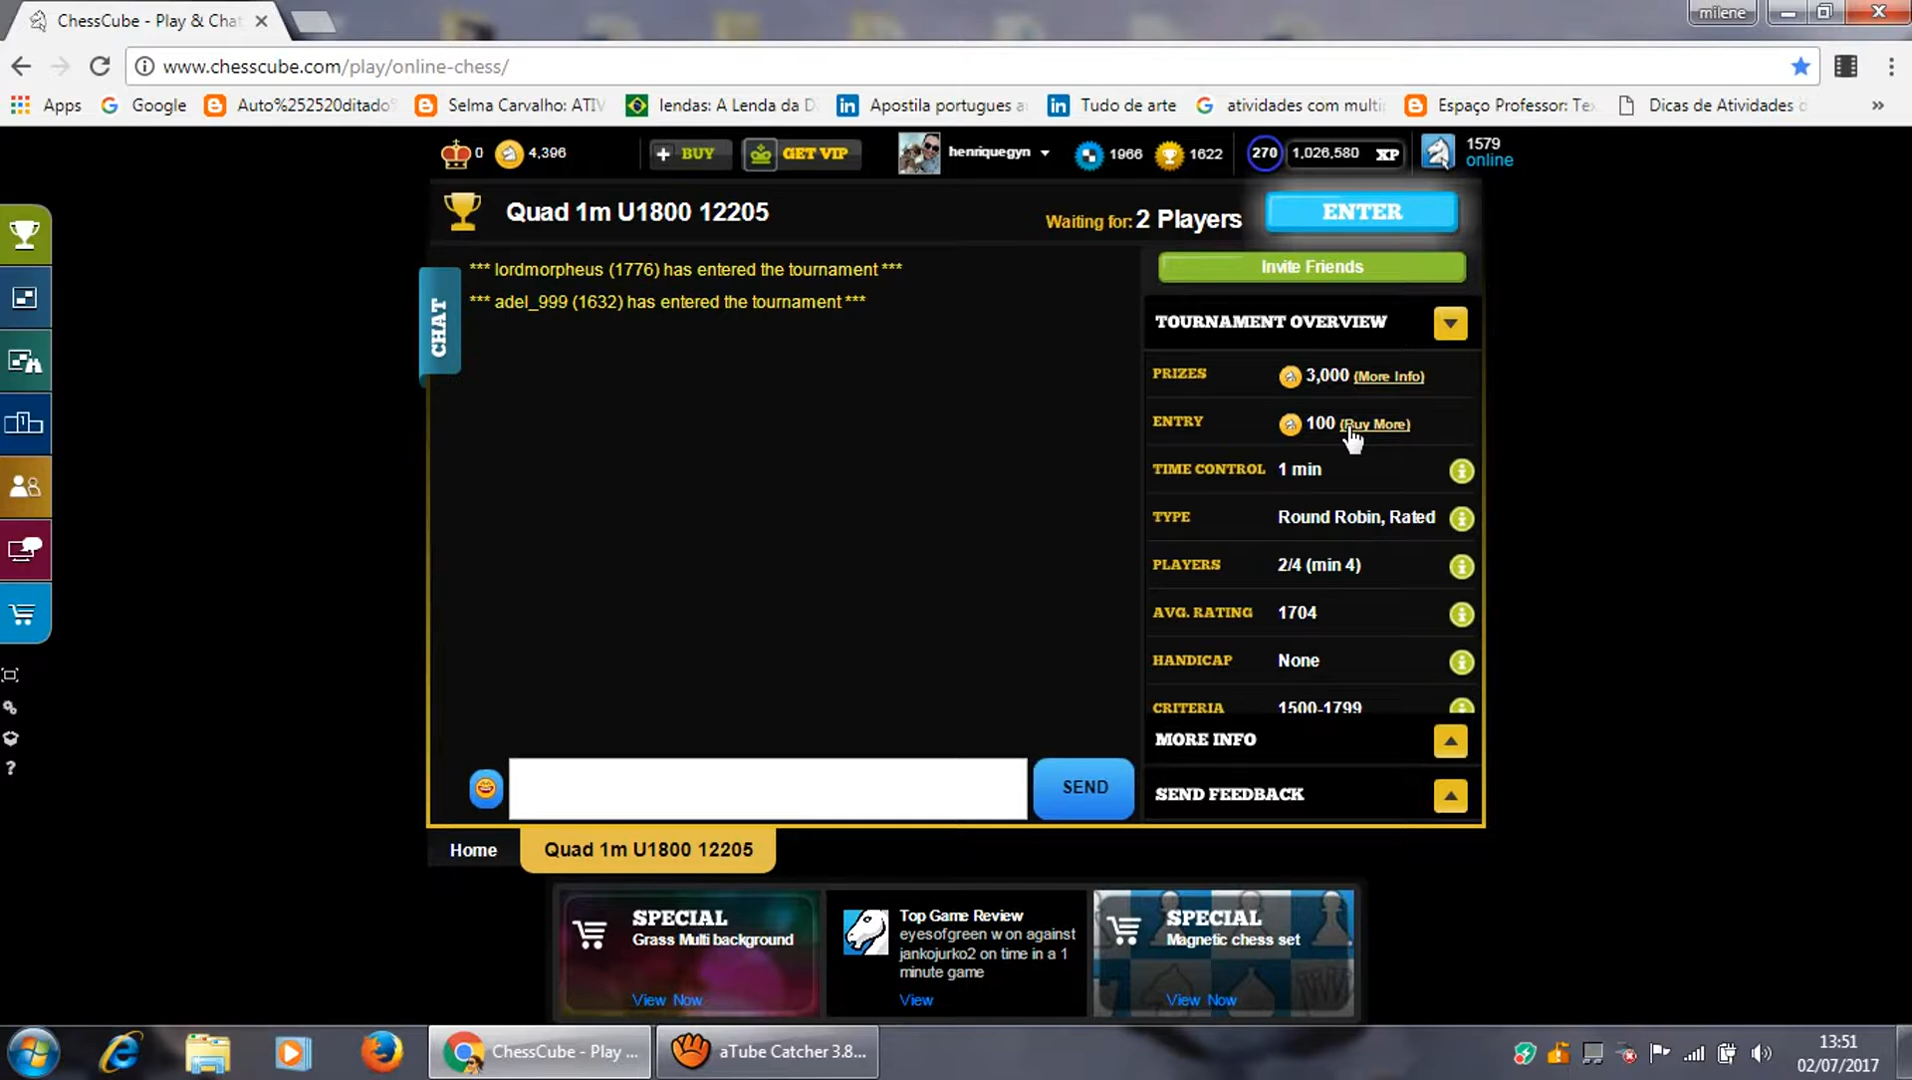 ChessCube - Play & Cha
milene
www.chesscube.com/play/online-chess/
Apps
Google
Auto%252520ditado
Selma Carvalho: ATIV
lendas: A Lenda da D
Apostila portugues a
Tudo de arte
atividades com multi
Espaço Professor: Te
Dicas de Atividades d
»
0
4,396
+ BUY
GET VIP
henriquegyn
1966
1622
270
1,026,580 XP
1579
online
Quad 1m U1800 12205
Waiting for: 2 Players
ENTER
*** lordmorpheus (1776) has entered the tournament ***
*** adel_999 (1632) has entered the tournament ***
CHAT
Invite Friends
TOURNAMENT OVERVIEW
PRIZES 3,000 (More Info)
ENTRY 100 (Buy More)
TIME CONTROL 1 min
TYPE Round Robin, Rated
PLAYERS 2/4 (min 4)
AVG. RATING 1704
HANDICAP None
CRITERIA 1500-1799
MORE INFO
SEND FEEDBACK
SEND
?
Home
Quad 1m U1800 12205
SPECIAL
Grass Multi background
View Now
Top Game Review
eyesofgreen won against
jankojurko2 on time in a 1
minute game
View
SPECIAL
Magnetic chess set
View Now
ChessCube - Play ...
aTube Catcher 3.8...
13:51
02/07/2017